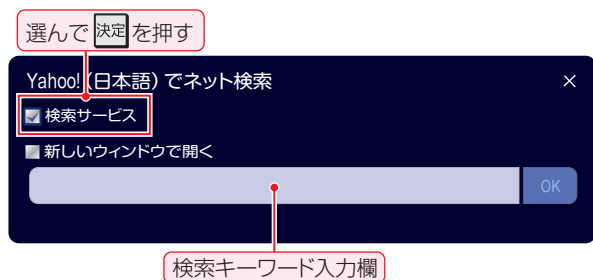 選んで 決定 を押す
Yahoo!(日本語)でネット検索 ×
検索サービス
新しいウィンドウで開く
OK
検索キーワード入力欄